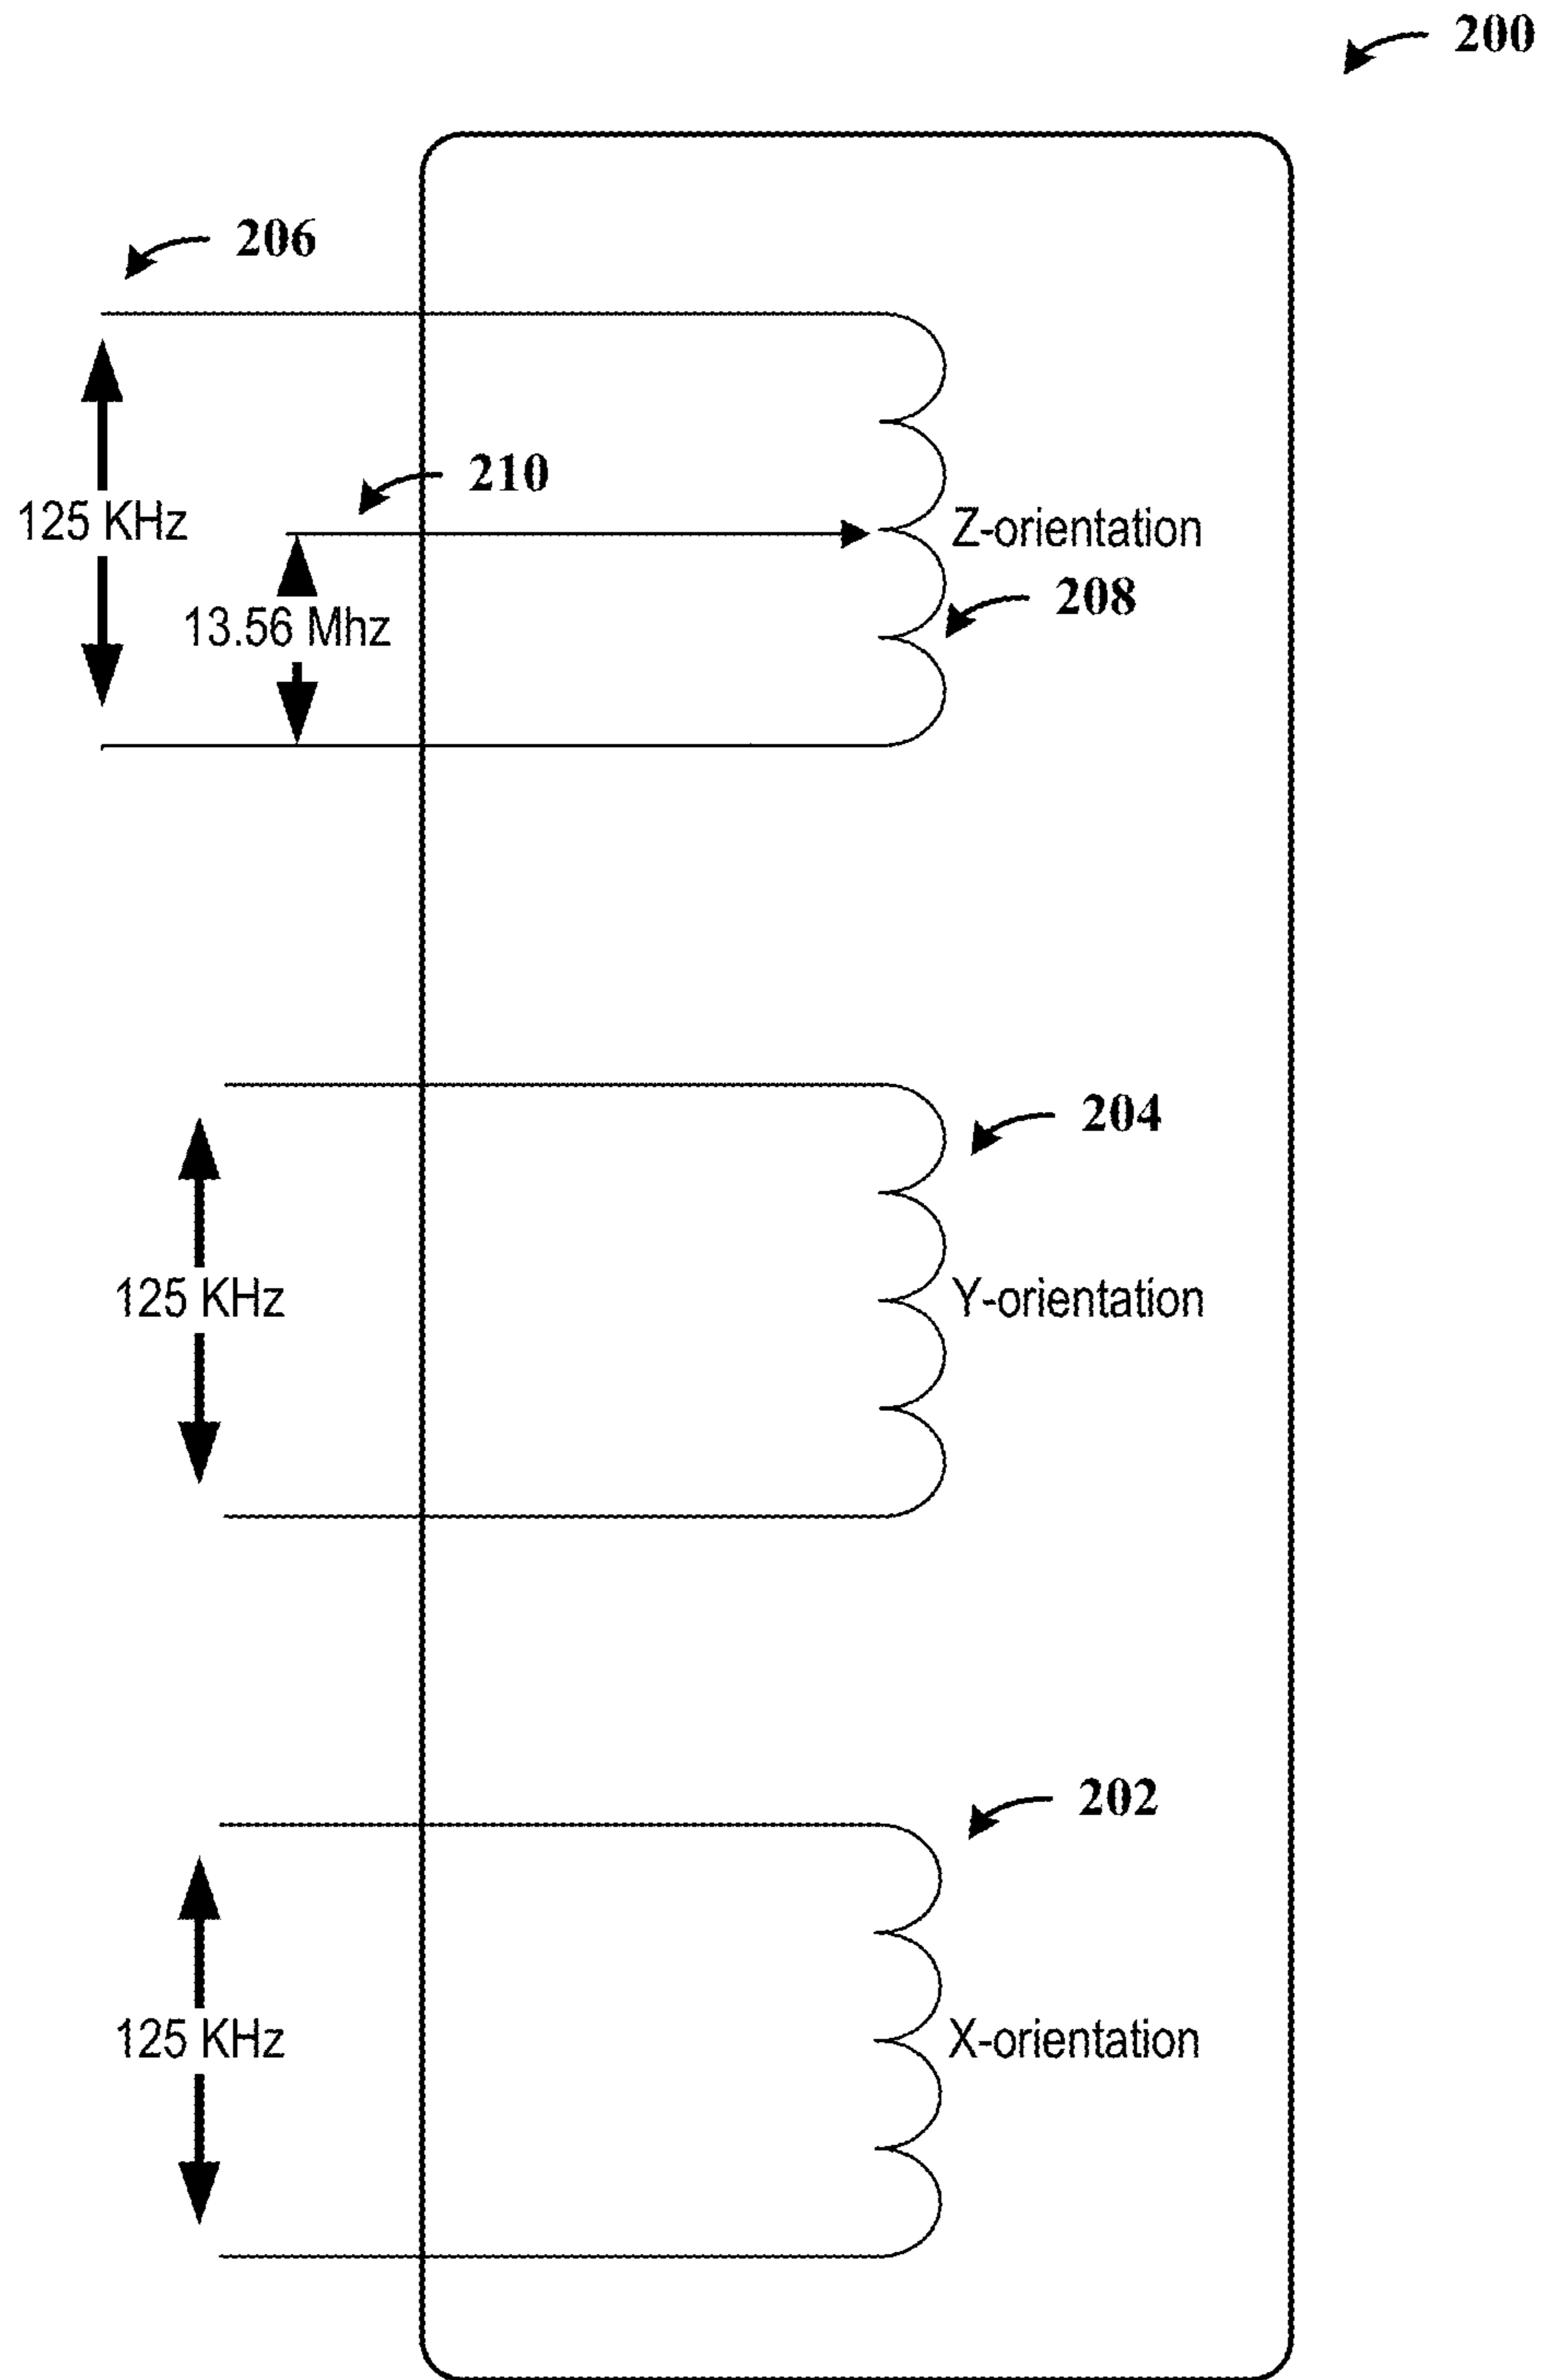 200
206
210
125 KHz
Z-orientation
208
13.56 Mhz
204
125 KHz
Y-orientation
202
125 KHz
X-orientation